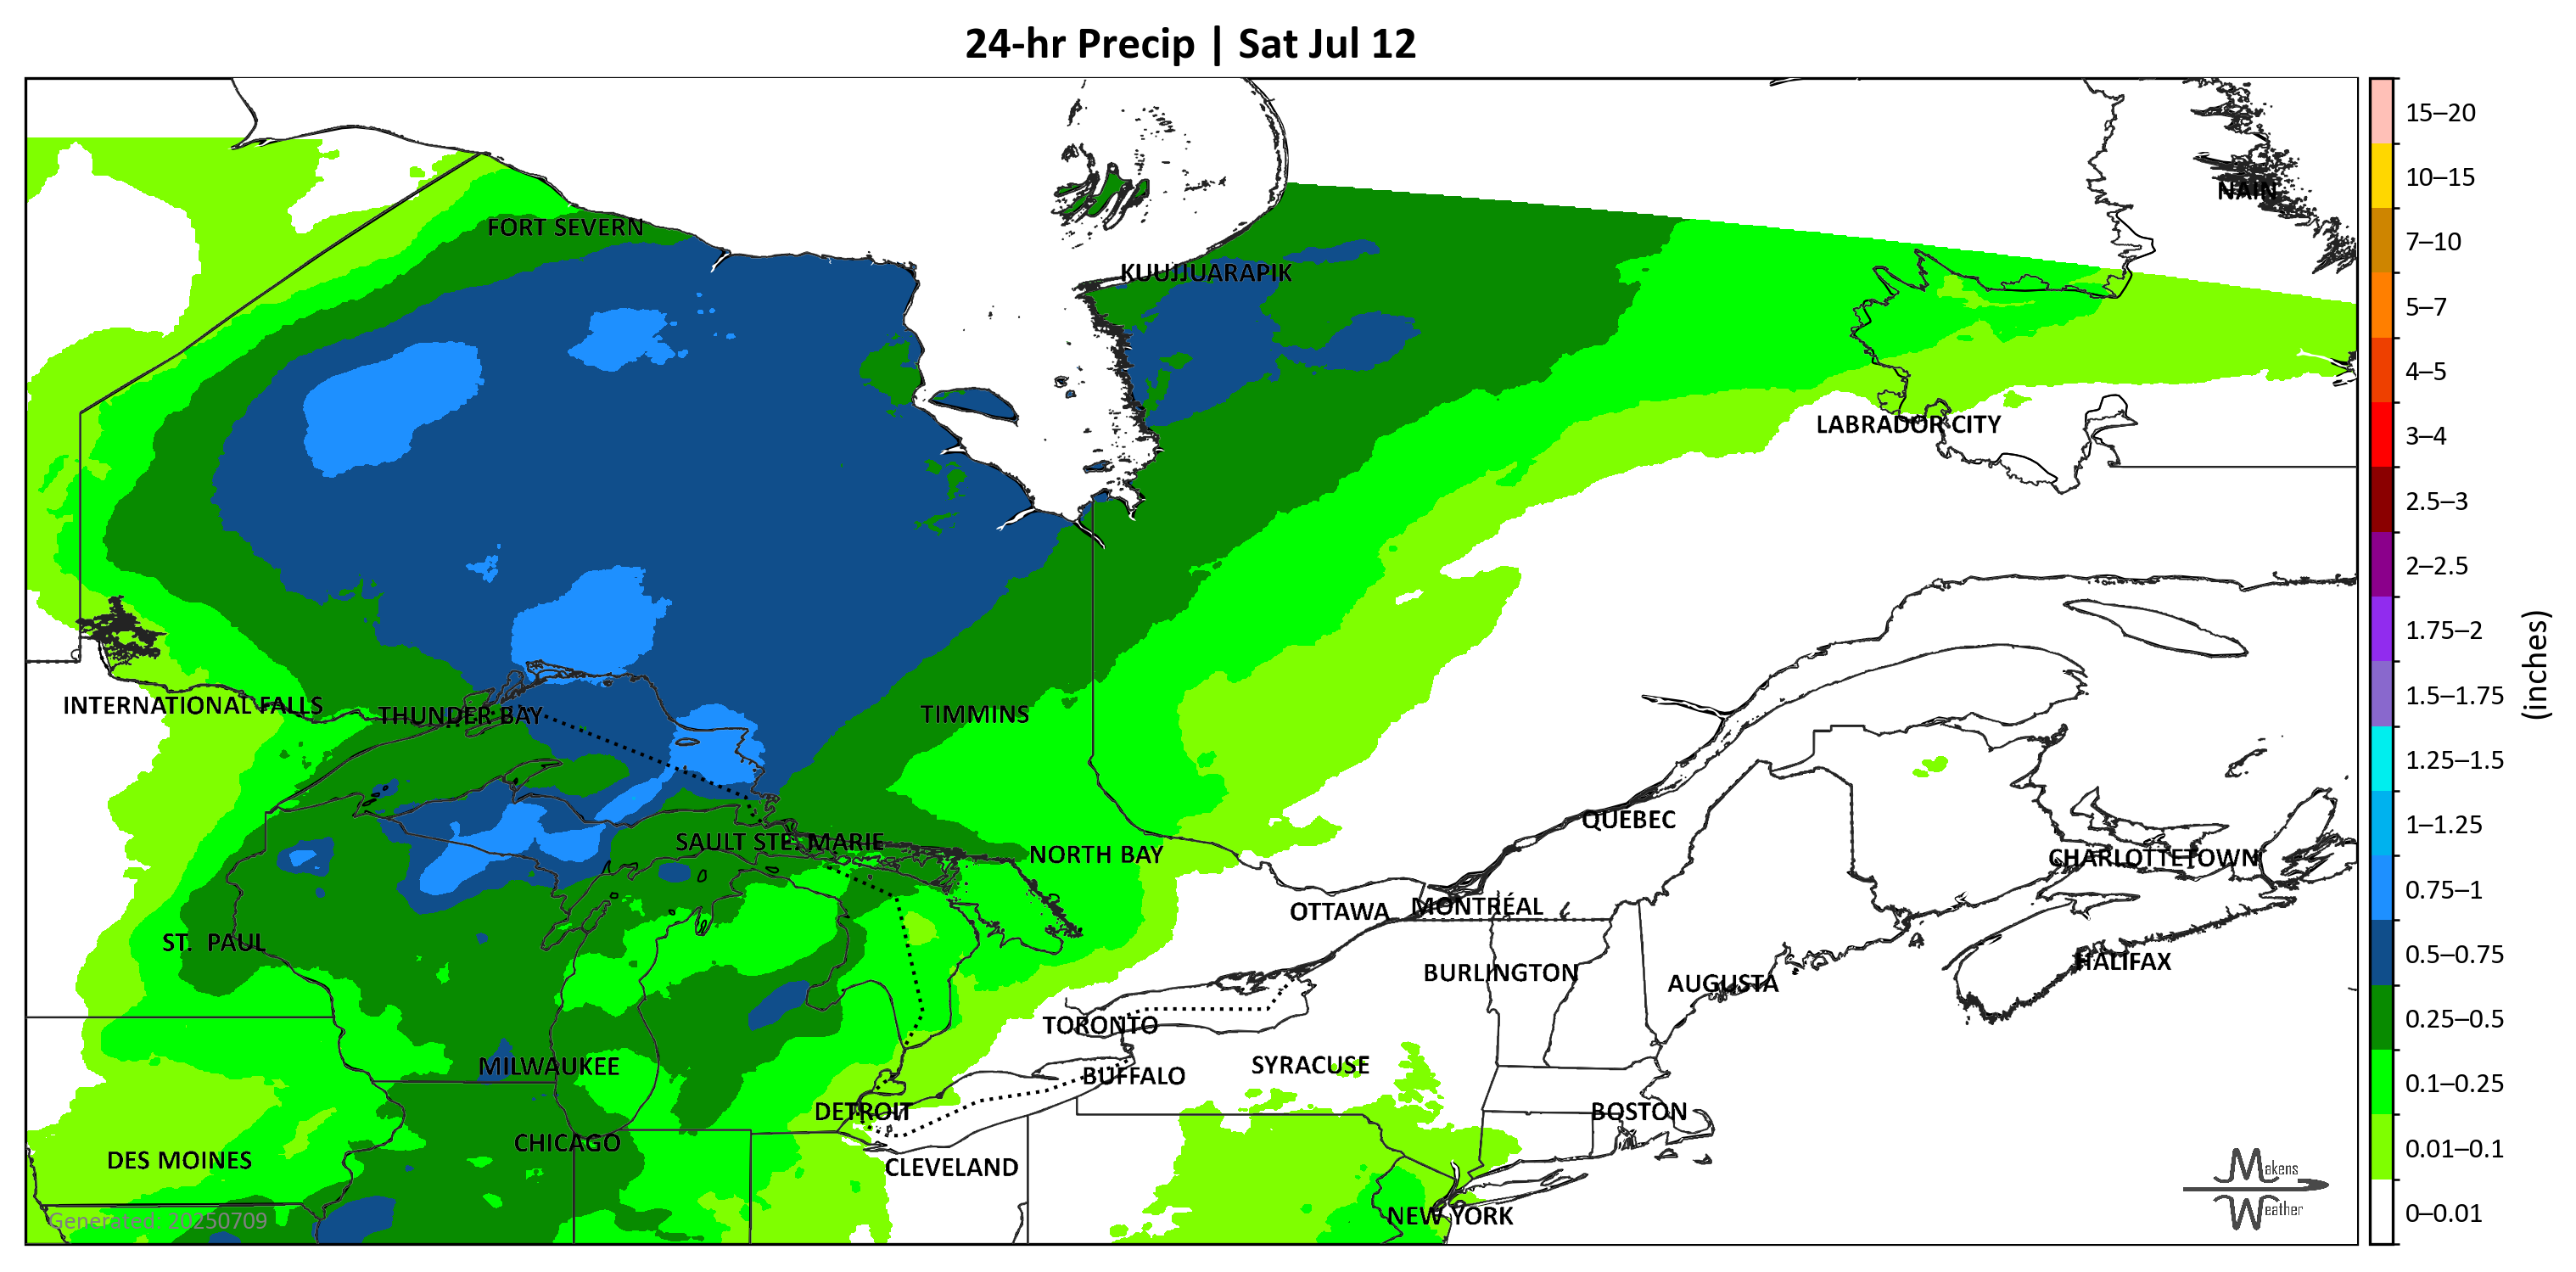 24-hr Precip | Sat Jul 12
15–20
10–15
NAIN
FORT SEVERN
7–10
KUUJJUARAPIK
5–7
4–5
LABRADOR CITY
3–4
2.5–3
2–2.5
1.75–2
(inches)
1.5–1.75
INTERNATIONAL FALLS
THUNDER BAY
TIMMINS
1.25–1.5
QUEBEC
1–1.25
SAULT STE. MARIE
NORTH BAY
CHARLOTTETOWN
0.75–1
OTTAWA
MONTRÉAL
ST. PAUL
0.5–0.75
BURLINGTON
AUGUSTA
HALIFAX
0.25–0.5
TORONTO
MILWAUKEE
BUFFALO
SYRACUSE
0.1–0.25
DETROIT
BOSTON
CHICAGO
0.01–0.1
DES MOINES
CLEVELAND
Makens
Weather
Generated: 20250709
NEW YORK
0–0.01